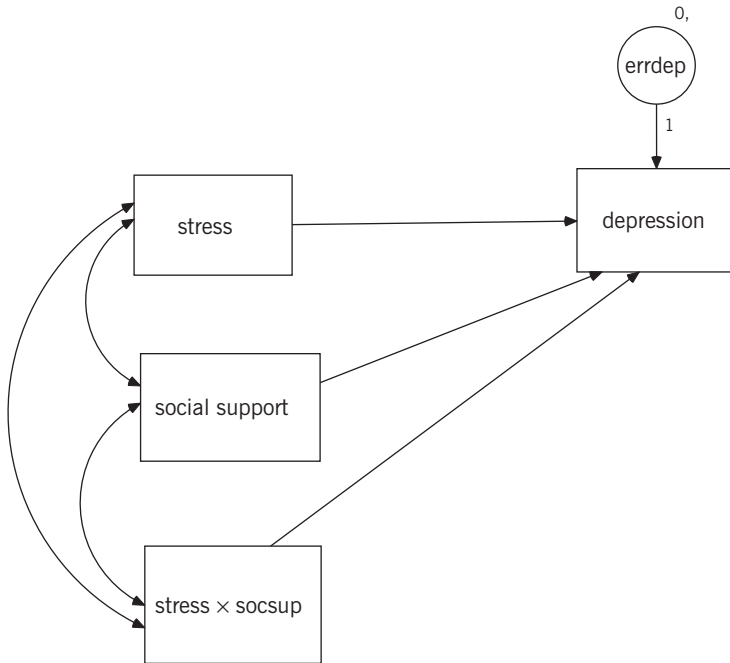 0,
errdep
1
stress
depression
social support
stress × socsup